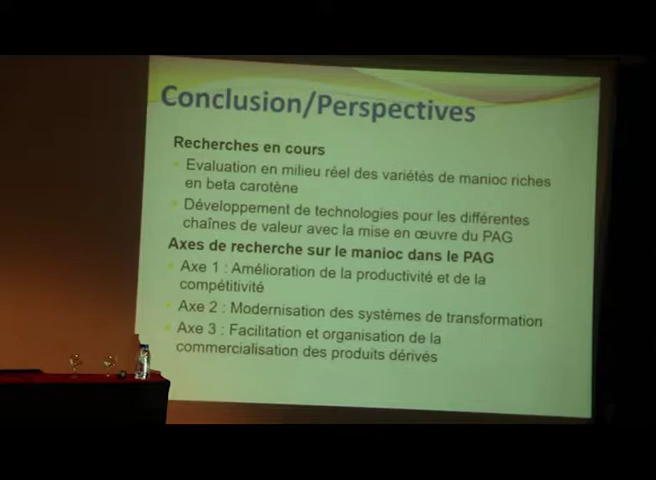 Conclusion/Perspectives
Recherches en cours
Evaluation en milieu réel des variétés de manioc riches
en beta carotène
Développement de technologies pour les différentes
chaînes de valeur avec la mise en œuvre du PAG
Axes de recherche sur le manioc dans le PAG
Axe 1 : Amélioration de la productivité et de la
compétitivité
Axe 2 : Modernisation des systèmes de transformation
Axe 3 : Facilitation et organisation de la
commercialisation des produits dérivés